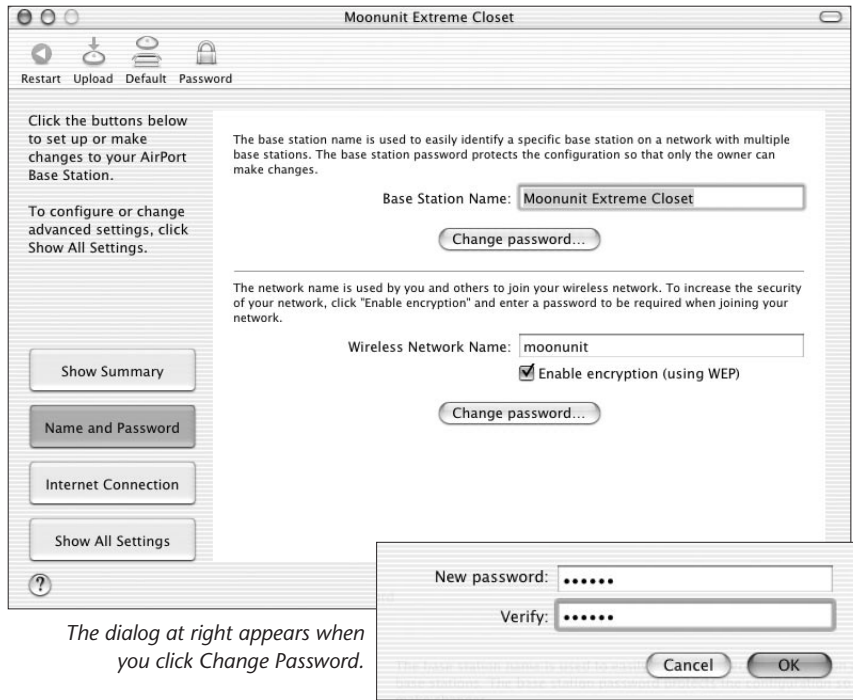 Moonunit Extreme Closet
Restart Upload Default Password
Click the buttons below
to set up or make
changes to your AirPort
Base Station.
To configure or change
advanced settings, click
Show All Settings.
Show Summary
Name and Password
Internet Connection
Show All Settings
?
The base station name is used to easily identify a specific base station on a network with multiple
base stations. The base station password protects the configuration so that only the owner can
make changes.
Base Station Name: Moonunit Extreme Closet
Change password...
The network name is used by you and others to join your wireless network. To increase the security
of your network, click "Enable encryption" and enter a password to be required when joining your
network.
Wireless Network Name: moonunit
Enable encryption (using WEP)
Change password...
The dialog at right appears when
you click Change Password.
New password: ••••••
Verify: ••••••
Cancel OK